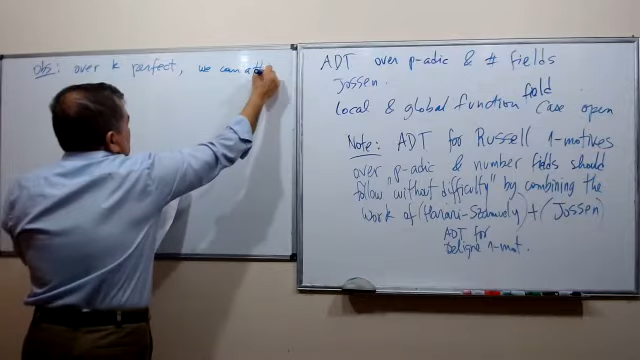 Obs: over k perfect, we can att
ADT over p-adic & # fields
Jossen.
local & global function field case open
Note: ADT for Russell 1-motives
over p-adic & number fields should
follow "without difficulty" by combining the
work of (Harari-Szamuely) + (Jossen)
ADT for
Deligne 1-mot.